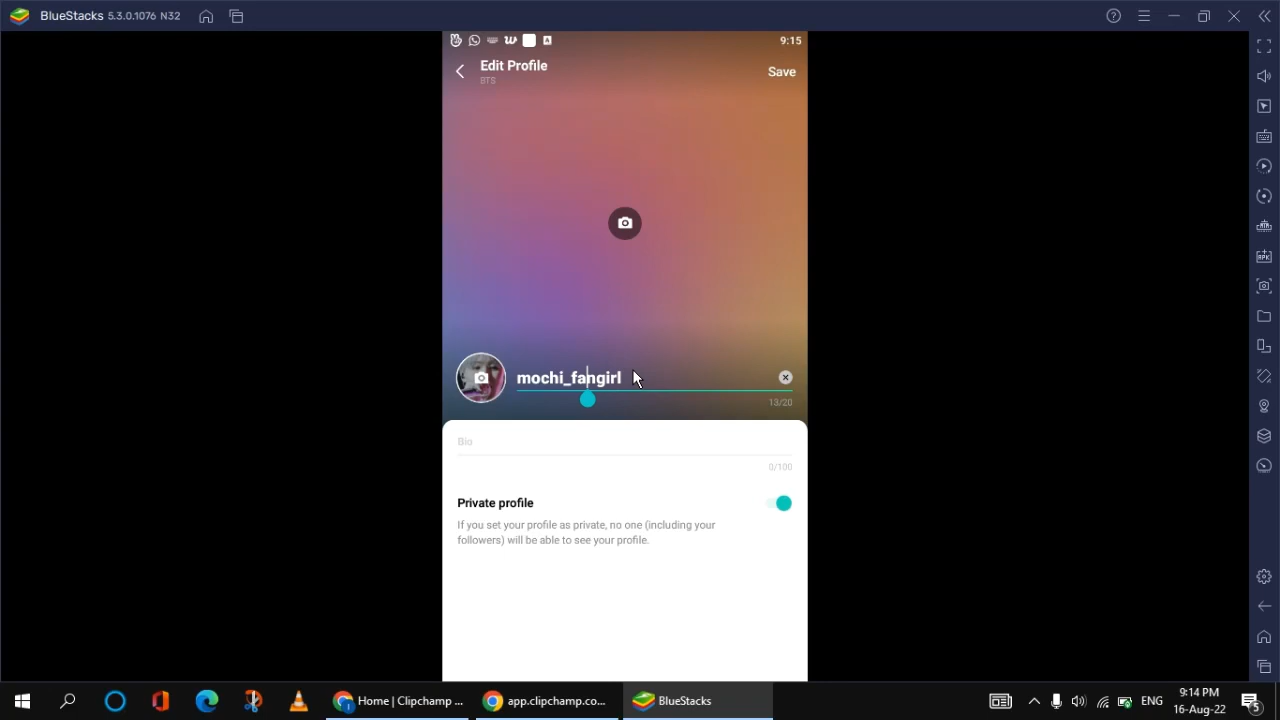 BlueStacks 5.3.0.1076 N32
9:15
Edit Profile
BTS
Save
mochi_fangirl
13/20
Bio
0/100
Private profile
If you set your profile as private, no one (including your
followers) will be able to see your profile.
Home | Clipchamp ...
app.clipchamp.co...
BlueStacks
ENG
9:14 PM
16-Aug-22
5